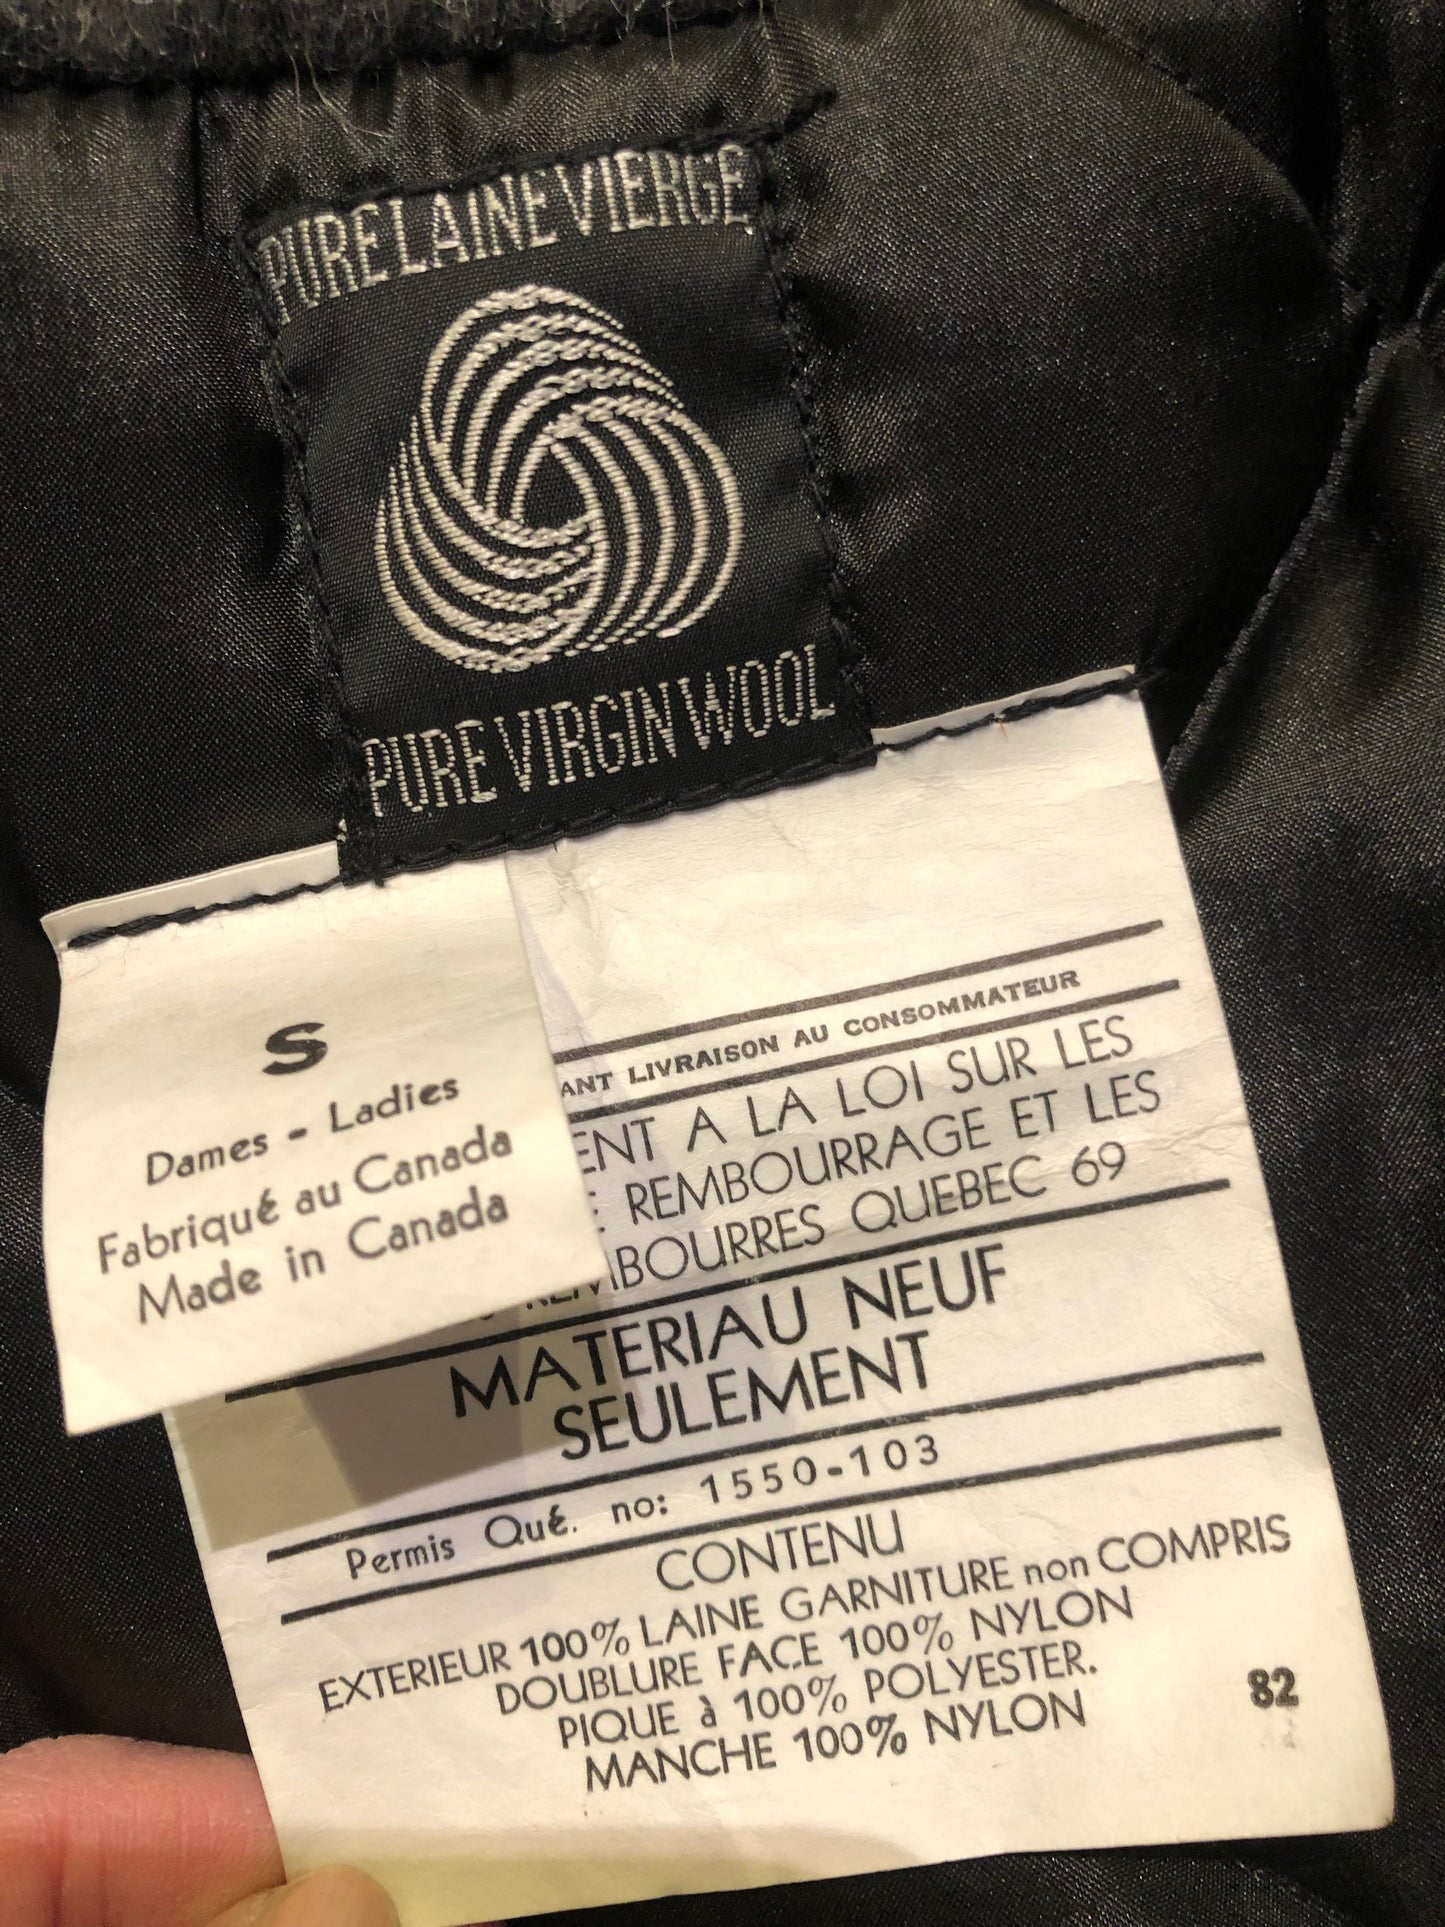 PURE LAINE VIERGE
PURE VIRGIN WOOL
S
Dames - Ladies
Fabriqué au Canada
Made in Canada
LIVRAISON AU CONSOMMATEUR
A LA LOI SUR LES
REMBOURRAGE ET LES
QUEBEC 69
MATERIAU NEUF
SEULEMENT
Permis Qué. no: 1550-103
CONTENU
EXTERIEUR 100% LAINE GARNITURE non COMPRIS
DOUBLURE FACE 100% NYLON
PIQUE à 100% POLYESTER.
MANCHE 100% NYLON
82